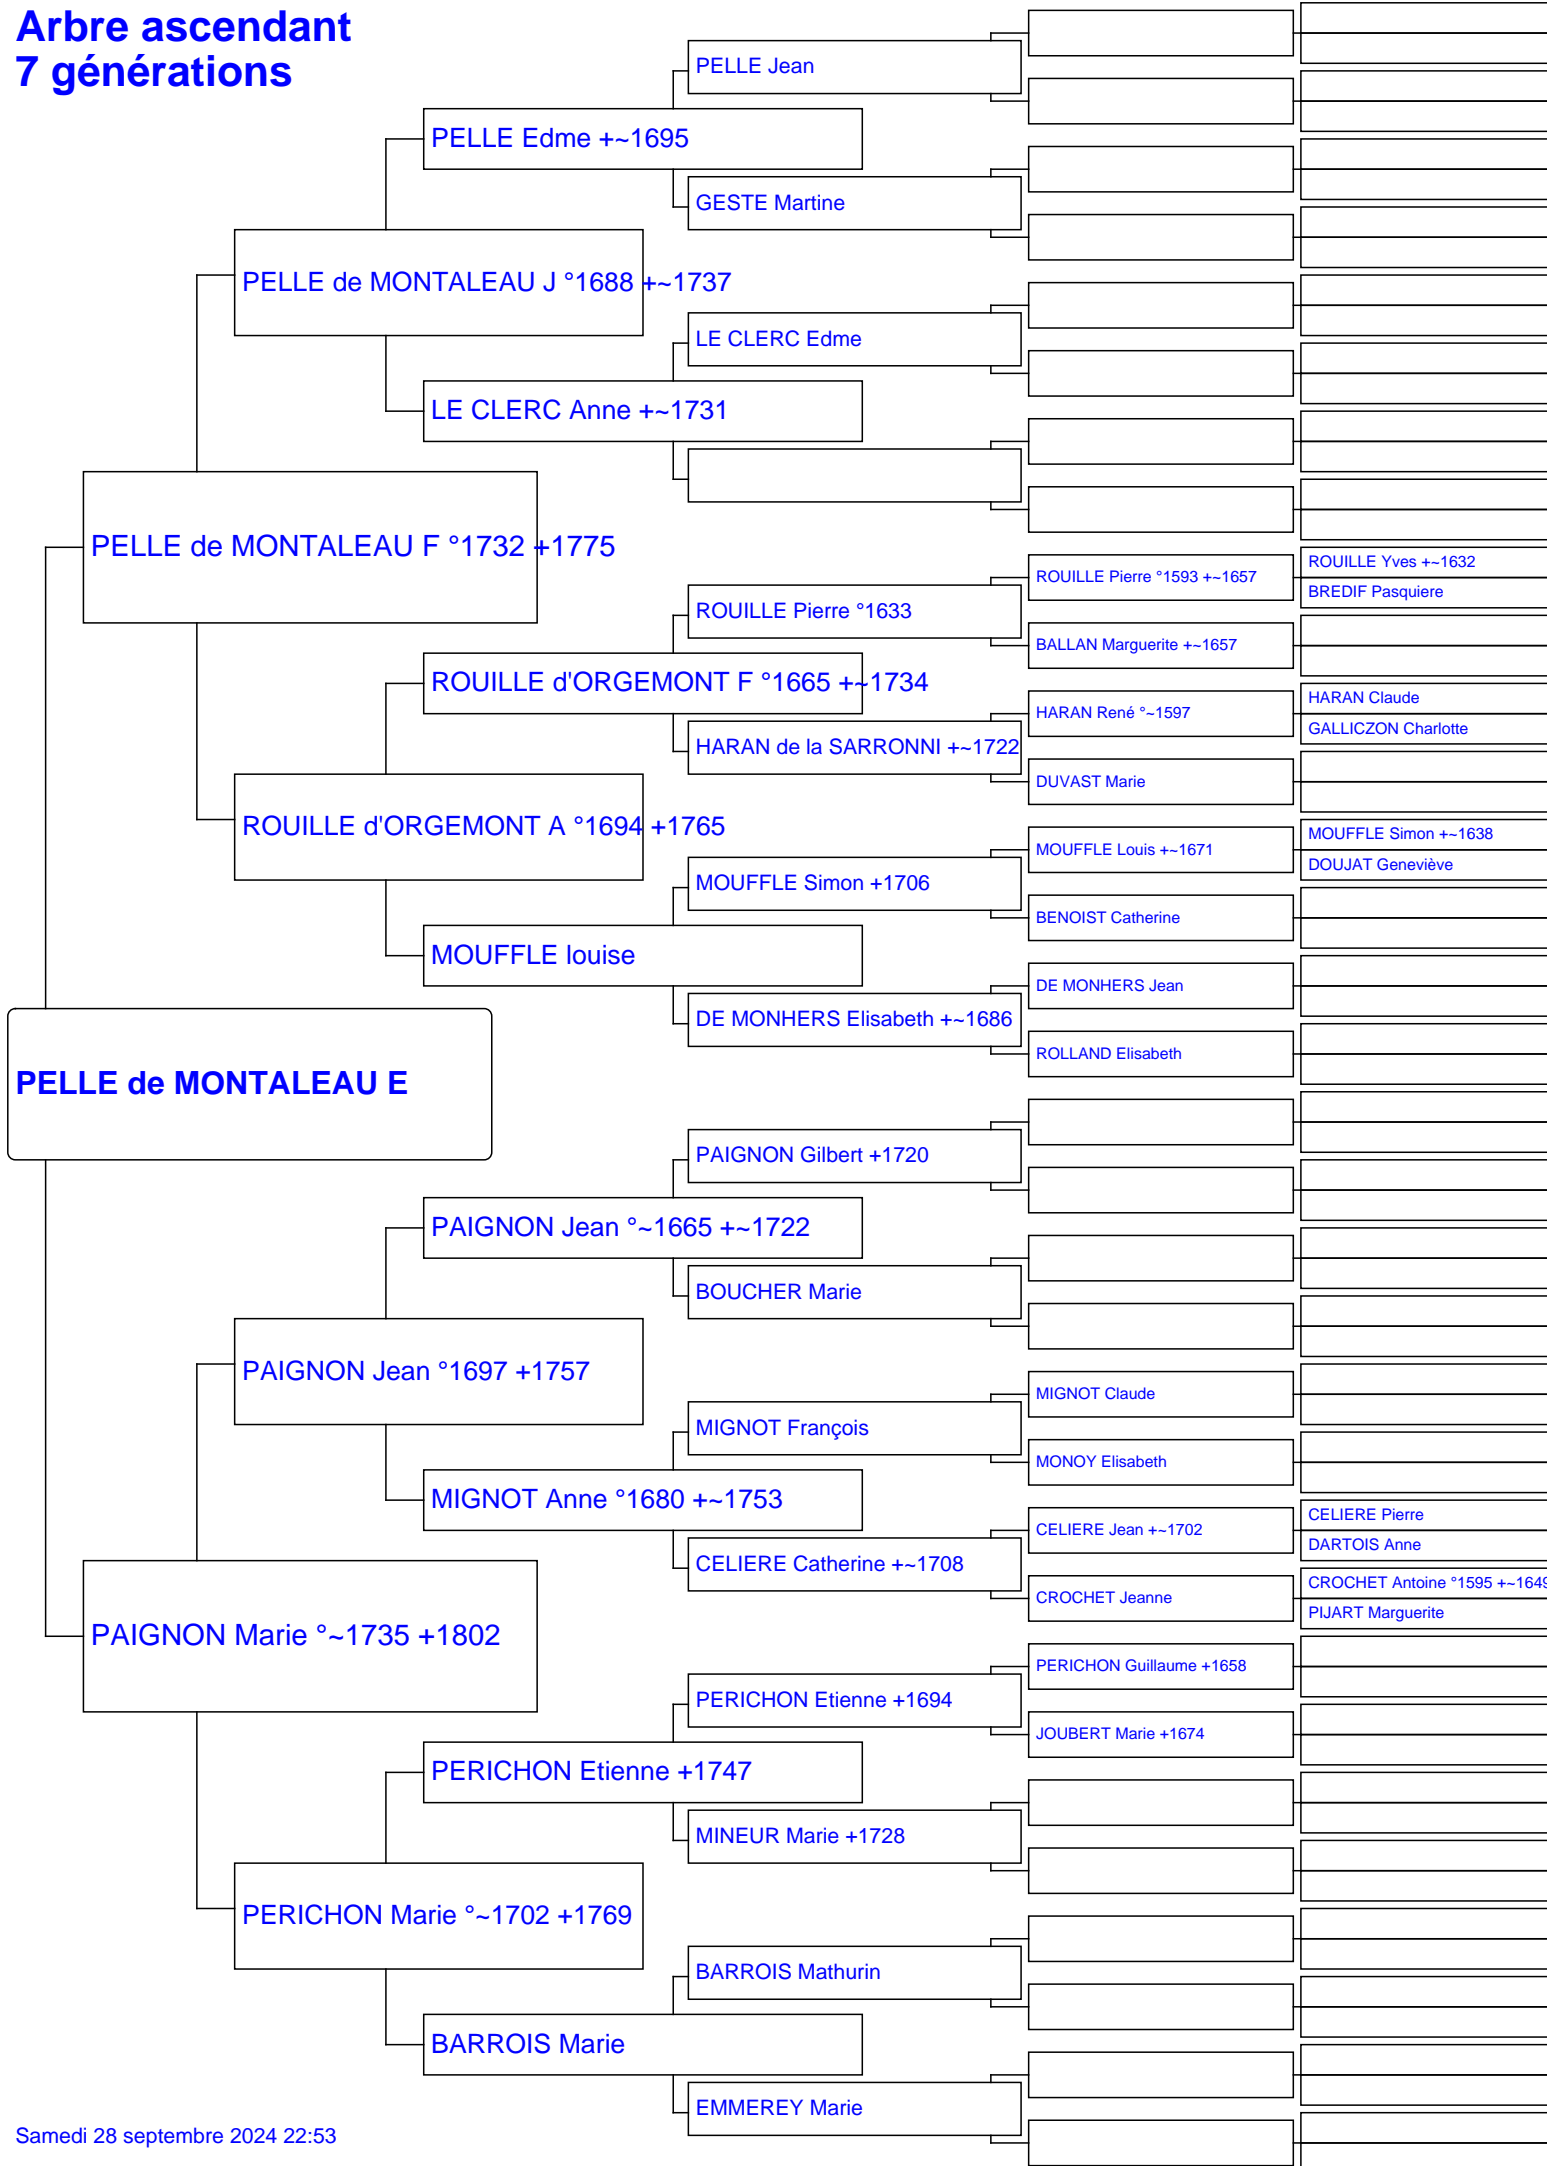 Arbre ascendant
7 générations
PELLE Jean
PELLE Edme +~1695
GESTE Martine
PELLE de MONTALEAU J °1688 +~1737
LE CLERC Edme
LE CLERC Anne +~1731
PELLE de MONTALEAU F °1732 +1775
ROUILLE Yves +~1632
ROUILLE Pierre °1593 +~1657
BREDIF Pasquiere
ROUILLE Pierre °1633
BALLAN Marguerite +~1657
ROUILLE d'ORGEMONT F °1665 +~1734
HARAN Claude
HARAN René °~1597
GALLICZON Charlotte
HARAN de la SARRONNI +~1722
DUVAST Marie
ROUILLE d'ORGEMONT A °1694 +1765
MOUFFLE Simon +~1638
MOUFFLE Louis +~1671
DOUJAT Geneviève
MOUFFLE Simon +1706
BENOIST Catherine
MOUFFLE louise
DE MONHERS Jean
DE MONHERS Elisabeth +~1686
ROLLAND Elisabeth
PELLE de MONTALEAU E
PAIGNON Gilbert +1720
PAIGNON Jean °~1665 +~1722
BOUCHER Marie
PAIGNON Jean °1697 +1757
MIGNOT Claude
MIGNOT François
MONOY Elisabeth
MIGNOT Anne °1680 +~1753
CELIERE Pierre
CELIERE Jean +~1702
DARTOIS Anne
CELIERE Catherine +~1708
CROCHET Antoine °1595 +~1649
CROCHET Jeanne
PIJART Marguerite
PAIGNON Marie °~1735 +1802
PERICHON Guillaume +1658
PERICHON Etienne +1694
JOUBERT Marie +1674
PERICHON Etienne +1747
MINEUR Marie +1728
PERICHON Marie °~1702 +1769
BARROIS Mathurin
BARROIS Marie
EMMEREY Marie
Samedi 28 septembre 2024 22:53